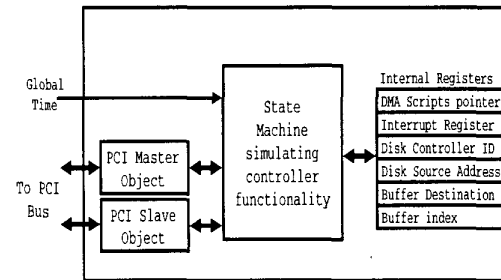 Global
Time
To PCI
Bus
PCI Master
Object
PCI Slave
Object
State
Machine
simulating
controller
functionality
Internal Registers
DMA Scripts pointer
Interrupt Register
Disk Controller ID
Disk Source Address
Buffer Destination
Buffer index